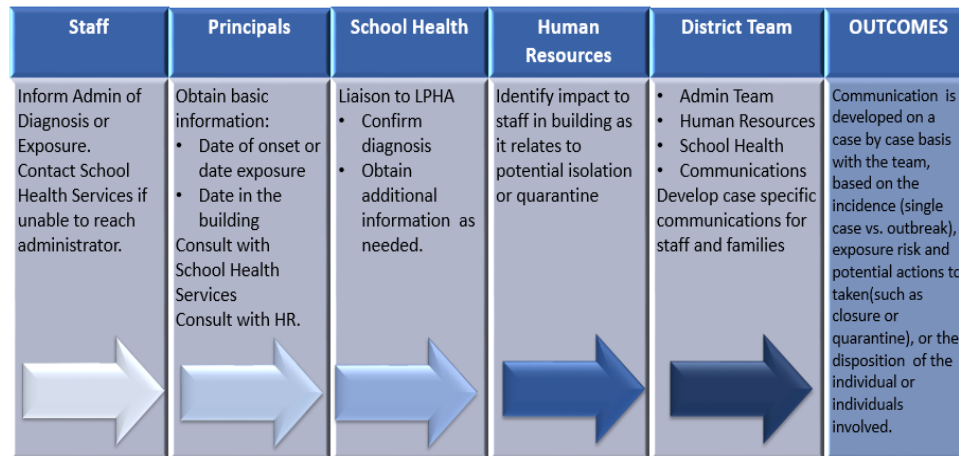 Staff
Inform Admin of
Diagnosis or
Exposure.
Contact School
Health Services if
unable to reach
administrator.
Principals
Obtain basic
information:
• Date of onset or
date exposure
• Date in the
building
Consult with
School Health
Services
Consult with HR.
School Health
Liaison to LPHA
• Confirm
diagnosis
• Obtain
additional
information as
needed.
Human
Resources
Identify impact to
staff in building as
it relates to
potential isolation
or quarantine
District Team
• Admin Team
• Human Resources
• School Health
• Communications
Develop case specific
communications for
staff and families
OUTCOMES
Communication is
developed on a
case by case basis
with the team,
based on the
incidence (single
case vs. outbreak),
exposure risk and
potential actions to
taken(such as
closure or
quarantine), or the
disposition of the
individual or
individuals
involved.